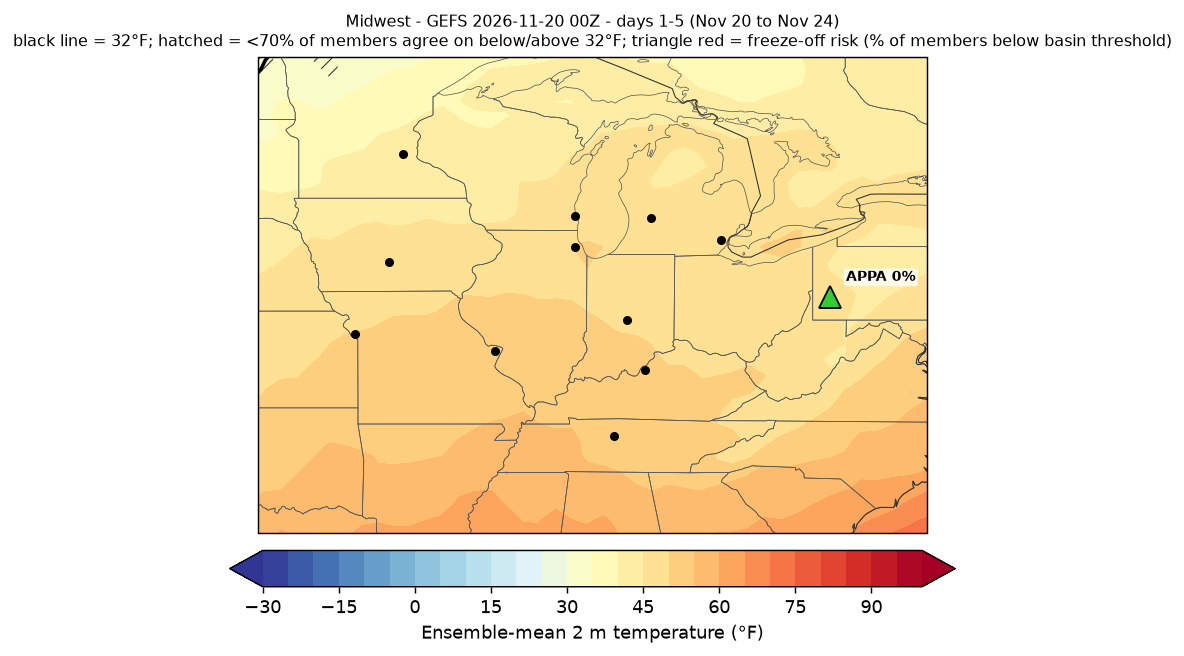 Midwest - GEFS 2026-11-20 00Z - days 1-5 (Nov 20 to Nov 24)
black line = 32°F; hatched = <70% of members agree on below/above 32°F; triangle red = freeze-off risk (% of members below basin threshold)
APPA 0%
−30 −15 0 15 30 45 60 75 90
Ensemble-mean 2 m temperature (°F)